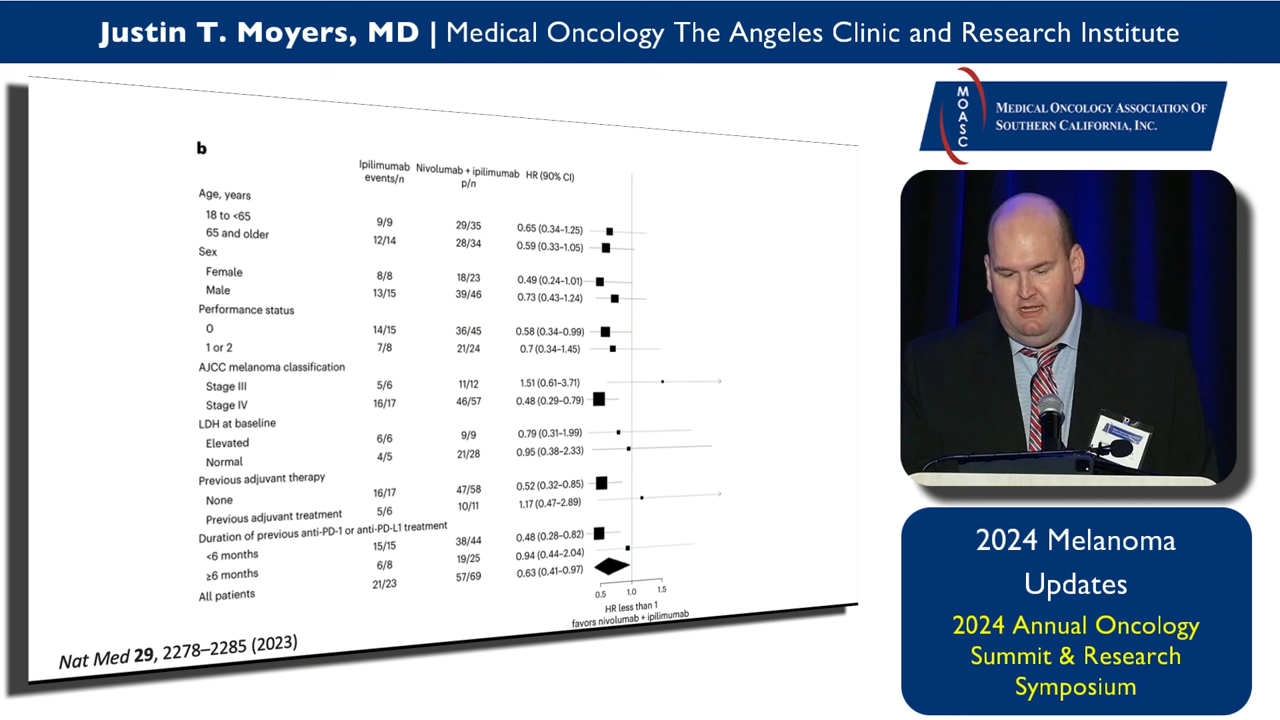 Justin T. Moyers, MD | Medical Oncology The Angeles Clinic and Research Institute
MOASC
MEDICAL ONCOLOGY ASSOCIATION OF
SOUTHERN CALIFORNIA, INC.
b
Ipilimumab events/n Nivolumab + ipilimumab p/n HR (90% CI)
Age, years
18 to <65 9/9 29/35 0.65 (0.34–1.25)
65 and older 12/14 28/34 0.59 (0.33–1.05)
Sex
Female 8/8 18/23 0.49 (0.24–1.01)
Male 13/15 39/46 0.73 (0.43–1.24)
Performance status
0 14/15 36/45 0.58 (0.34–0.99)
1 or 2 7/8 21/24 0.7 (0.34–1.45)
AJCC melanoma classification
Stage III 5/6 11/12 1.51 (0.61–3.71)
Stage IV 16/17 46/57 0.48 (0.29–0.79)
LDH at baseline
Elevated 6/6 9/9 0.79 (0.31–1.99)
Normal 4/5 21/28 0.95 (0.38–2.33)
Previous adjuvant therapy
None 16/17 47/58 0.52 (0.32–0.85)
Previous adjuvant treatment 5/6 10/11 1.17 (0.47–2.89)
Duration of previous anti-PD-1 or anti-PD-L1 treatment
<6 months 15/15 38/44 0.48 (0.28–0.82)
≥6 months 6/8 19/25 0.94 (0.44–2.04)
All patients 21/23 57/69 0.63 (0.41–0.97)
0.5 1.0 1.5
HR less than 1
favors nivolumab + ipilimumab
Nat Med 29, 2278–2285 (2023)
2024 Melanoma
Updates
2024 Annual Oncology
Summit & Research
Symposium